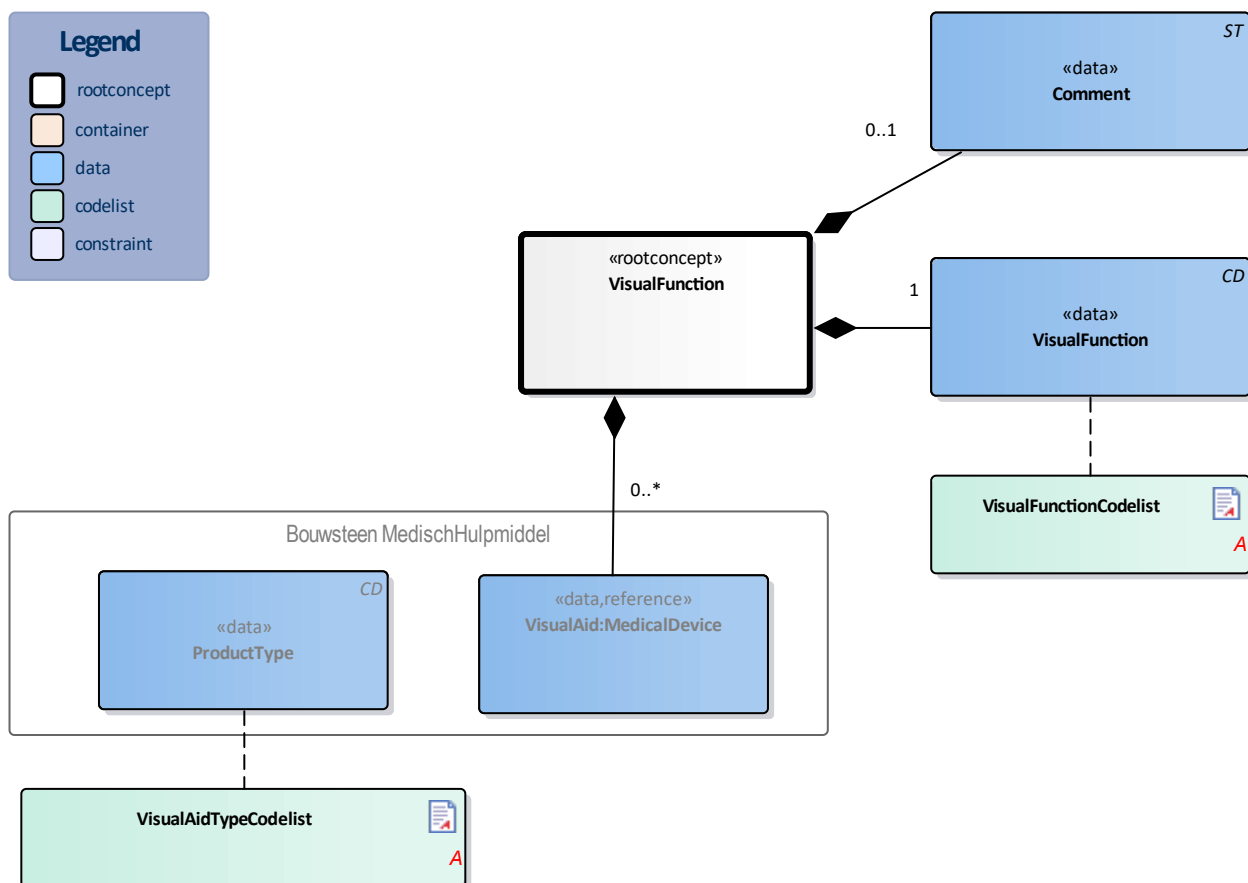 Legend
rootconcept
container
data
codelist
constraint
ST
«data»
Comment
0..1
«rootconcept»
VisualFunction
1
CD
«data»
VisualFunction
VisualFunctionCodelist
A
0..*
Bouwsteen MedischHulpmiddel
CD
«data»
ProductType
«data,reference»
VisualAid:MedicalDevice
VisualAidTypeCodelist
A